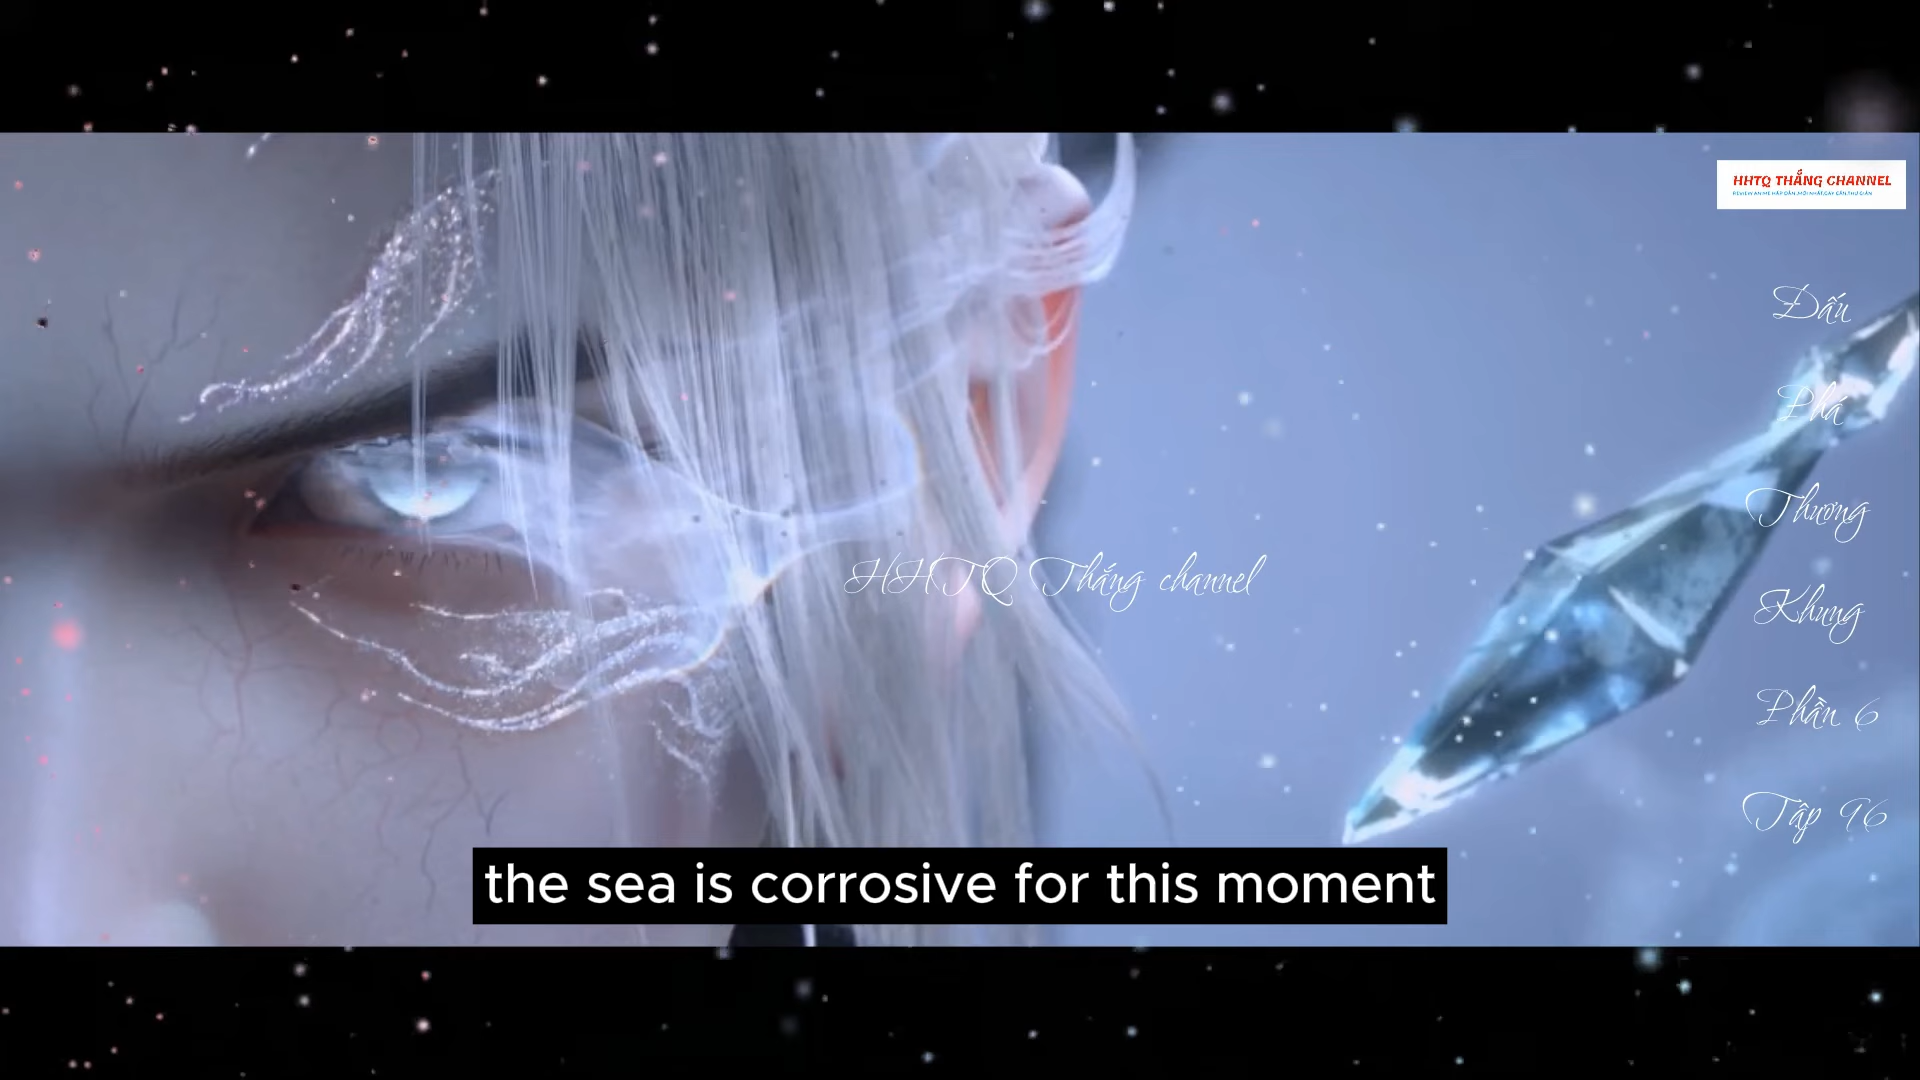 HHTQ THẮNG CHANNEL
Đấu
Phá
Thương
Khung
Phần 6
Tập 96
HHTQ Thắng channel
the sea is corrosive for this moment